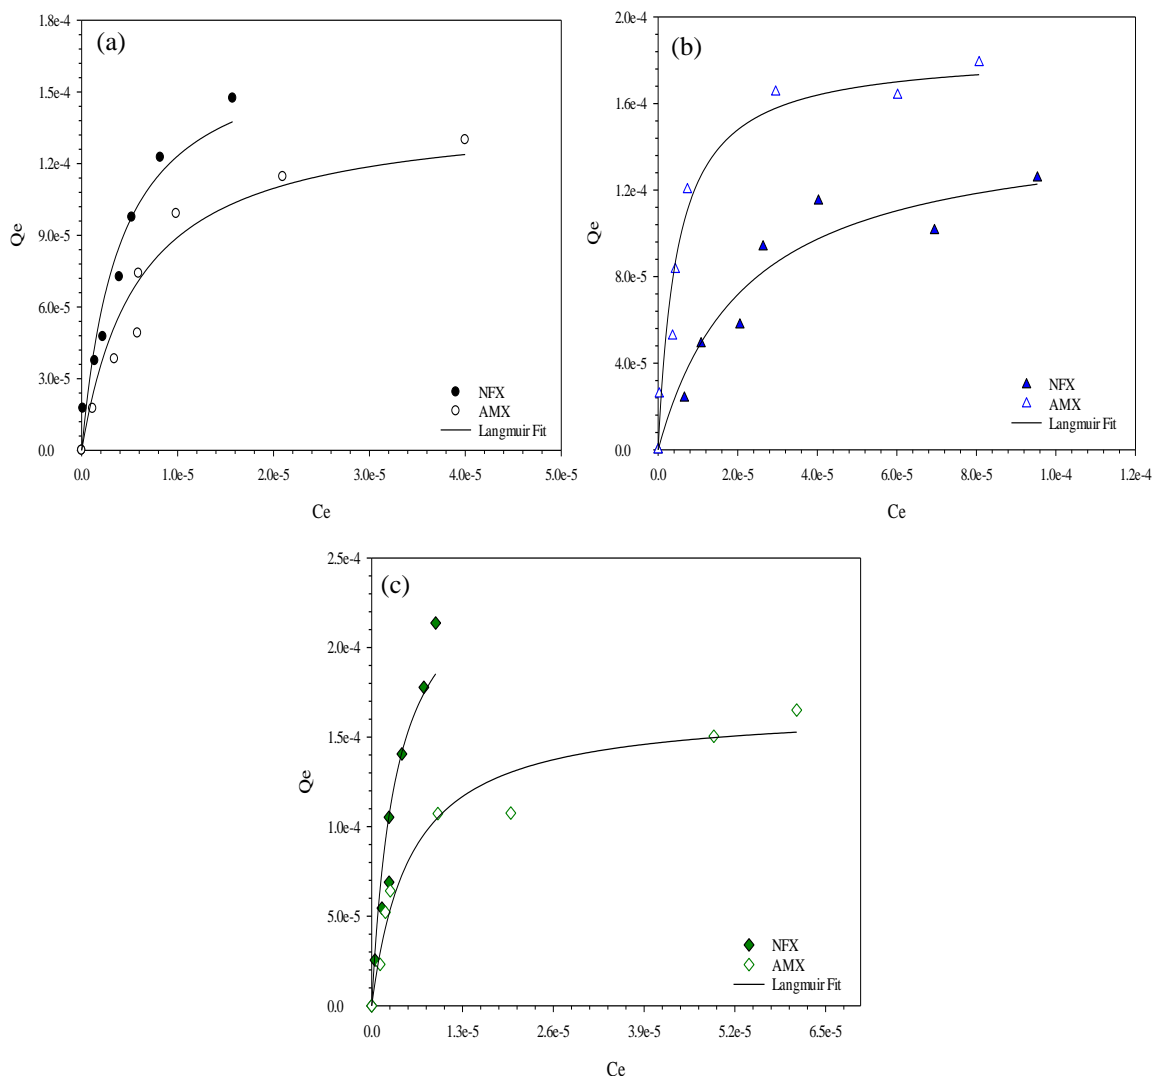 (a)
1.8e-4
1.5e-4
1.2e-4
9.0e-5
6.0e-5
3.0e-5
0.0
Qe
0.0 1.0e-5 2.0e-5 3.0e-5 4.0e-5 5.0e-5
Ce
NFX
AMX
Langmuir Fit
(b)
2.0e-4
1.6e-4
1.2e-4
8.0e-5
4.0e-5
0.0
Qe
0.0 2.0e-5 4.0e-5 6.0e-5 8.0e-5 1.0e-4 1.2e-4
Ce
NFX
AMX
Langmuir Fit
(c)
2.5e-4
2.0e-4
1.5e-4
1.0e-4
5.0e-5
0.0
Qe
0.0 1.3e-5 2.6e-5 3.9e-5 5.2e-5 6.5e-5
Ce
NFX
AMX
Langmuir Fit